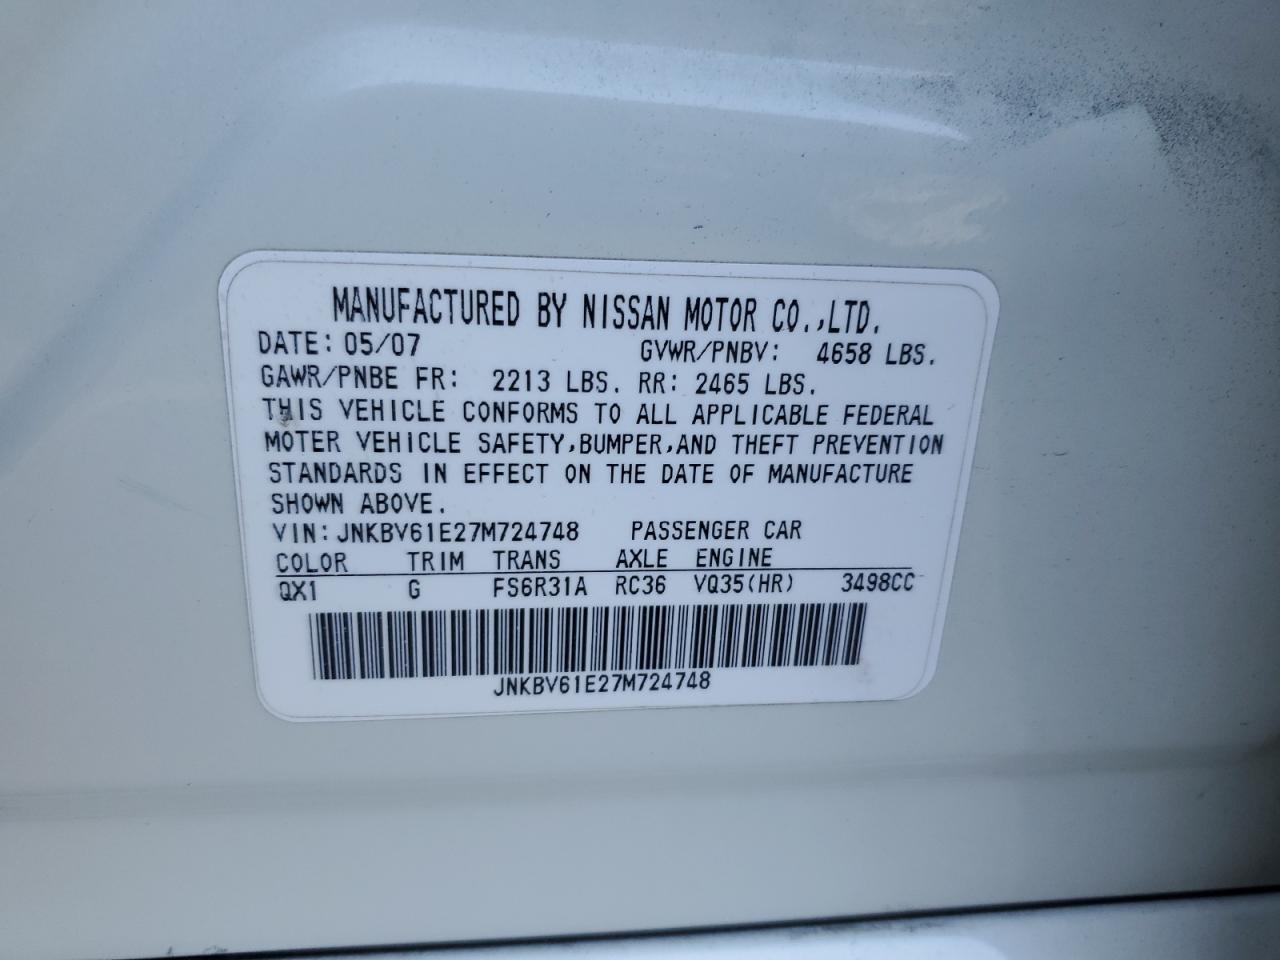 MANUFACTURED BY NISSAN MOTOR CO.,LTD.
DATE: 05/07 GVWR/PNBV: 4658 LBS.
GAWR/PNBE FR: 2213 LBS. RR: 2465 LBS.
THIS VEHICLE CONFORMS TO ALL APPLICABLE FEDERAL
MOTER VEHICLE SAFETY,BUMPER,AND THEFT PREVENTION
STANDARDS IN EFFECT ON THE DATE OF MANUFACTURE
SHOWN ABOVE.
VIN: JNKBV61E27M724748 PASSENGER CAR
COLOR TRIM TRANS AXLE ENGINE
QX1 G FS6R31A RC36 VQ35(HR) 3498CC
JNKBV61E27M724748